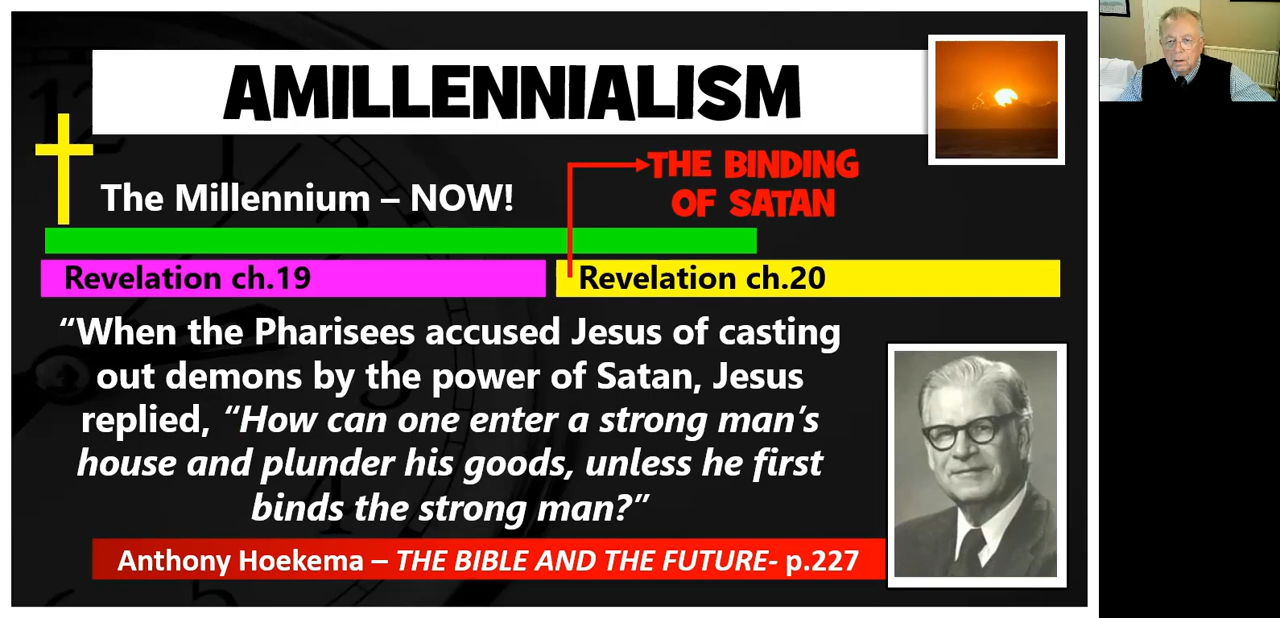 AMILLENNIALISM
THE BINDING
OF SATAN
The Millennium – NOW!
Revelation ch.19
Revelation ch.20
“When the Pharisees accused Jesus of casting
out demons by the power of Satan, Jesus
replied, “How can one enter a strong man’s
house and plunder his goods, unless he first
binds the strong man?”
Anthony Hoekema – THE BIBLE AND THE FUTURE- p.227